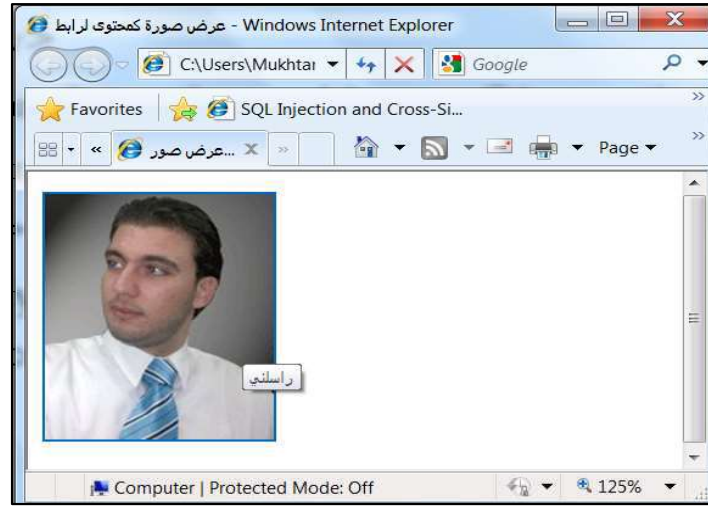 عرض صورة كمحتوى لرابط - Windows Internet Explorer
C:\Users\Mukhtar
Google
Favorites
SQL Injection and Cross-Si...
عرض صور...
Page
راسلني
Computer | Protected Mode: Off
125%